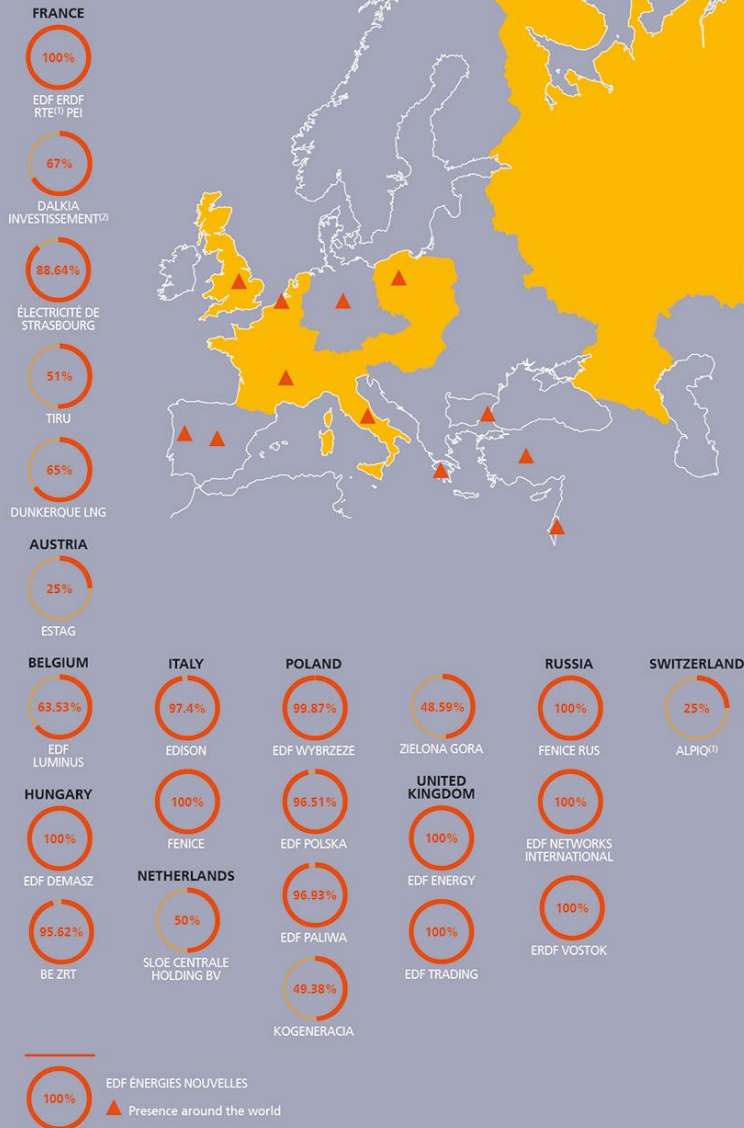 FRANCE
100%
EDF ERDF
RTE⁽¹⁾ PEI
67%
DALKIA
INVESTISSEMENT⁽²⁾
88.64%
ÉLECTRICITÉ DE
STRASBOURG
51%
TIRU
65%
DUNKERQUE LNG
AUSTRIA
25%
ESTAG
BELGIUM
63.53%
EDF
LUMINUS
HUNGARY
100%
EDF DEMASZ
95.62%
BE ZRT
ITALY
97.4%
EDISON
100%
FENICE
NETHERLANDS
50%
SLOE CENTRALE
HOLDING BV
POLAND
99.87%
EDF WYBRZEZE
96.51%
EDF POLSKA
96.93%
EDF PALIWA
49.38%
KOGENERACIA
48.59%
ZIELONA GORA
UNITED
KINGDOM
100%
EDF ENERGY
100%
EDF TRADING
RUSSIA
100%
FENICE RUS
100%
EDF NETWORKS
INTERNATIONAL
100%
ERDF VOSTOK
SWITZERLAND
25%
ALPIQ⁽¹⁾
100%
EDF ÉNERGIES NOUVELLES
Presence around the world